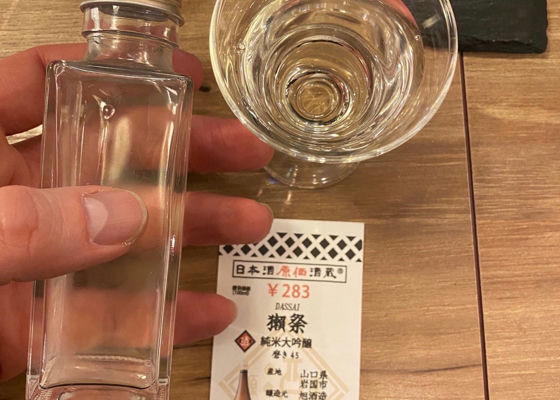 日本酒原価酒蔵®
¥283
DASSAI
獺祭
純米大吟醸
磨き45
産地 山口県
岩国市
醸造元 旭酒造